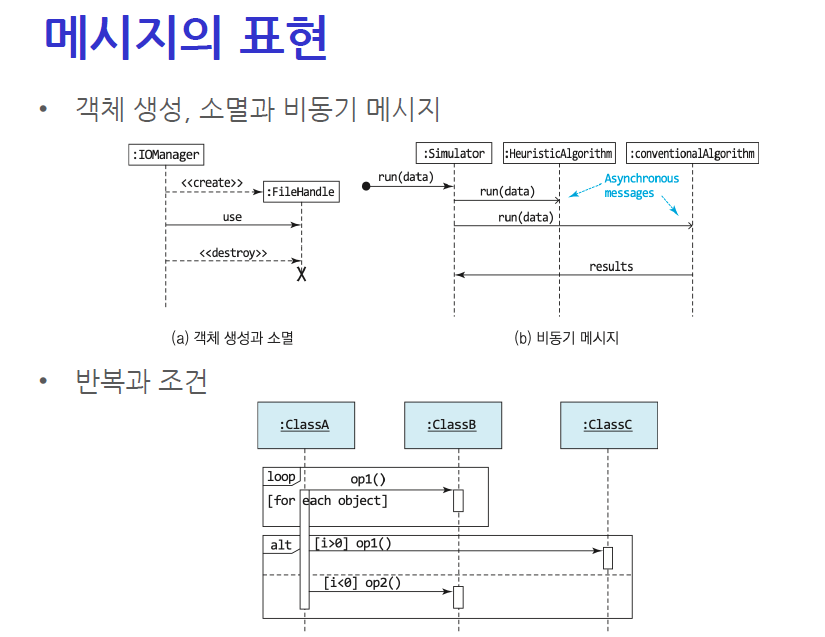 메시지의 표현
• 객체 생성, 소멸과 비동기 메시지
:IOManager
<<create>>
:FileHandle
use
<<destroy>>
X
(a) 객체 생성과 소멸
:Simulator
:HeuristicAlgorithm
:conventionalAlgorithm
run(data)
run(data)
Asynchronous
messages
run(data)
results
(b) 비동기 메시지
• 반복과 조건
:ClassA
:ClassB
:ClassC
loop
op1()
[for each object]
alt
[i>0] op1()
[i<0] op2()